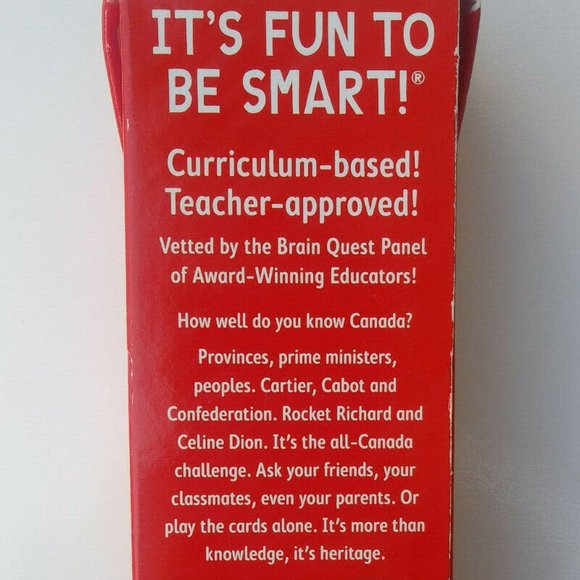 IT'S FUN TO
BE SMART!®
Curriculum-based!
Teacher-approved!
Vetted by the Brain Quest Panel
of Award-Winning Educators!
How well do you know Canada?
Provinces, prime ministers,
peoples. Cartier, Cabot and
Confederation. Rocket Richard and
Celine Dion. It's the all-Canada
challenge. Ask your friends, your
classmates, even your parents. Or
play the cards alone. It's more than
knowledge, it's heritage.